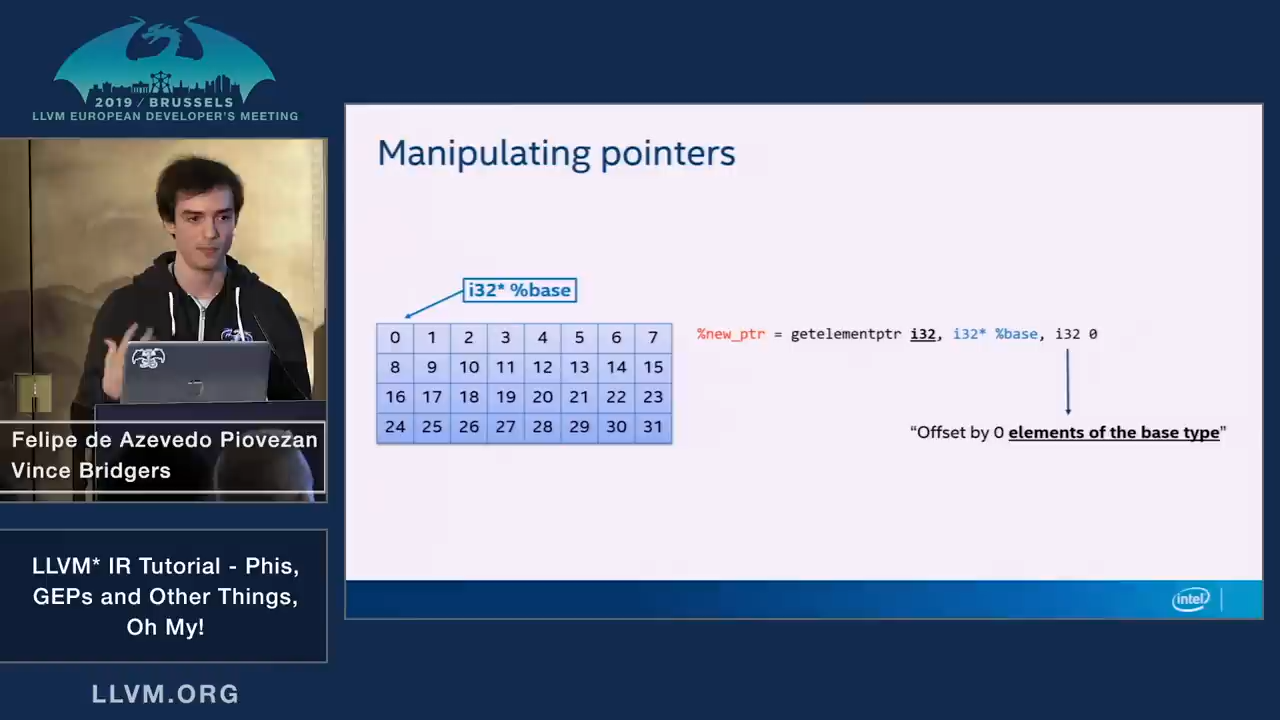 2019 / BRUSSELS
LLVM EUROPEAN DEVELOPER'S MEETING
Felipe de Azevedo Piovezan
Vince Bridgers
LLVM* IR Tutorial - Phis,
GEPs and Other Things,
Oh My!
LLVM.ORG
Manipulating pointers
i32* %base
0 1 2 3 4 5 6 7
8 9 10 11 12 13 14 15
16 17 18 19 20 21 22 23
24 25 26 27 28 29 30 31
%new_ptr = getelementptr i32, i32* %base, i32 0
“Offset by 0 elements of the base type”
intel